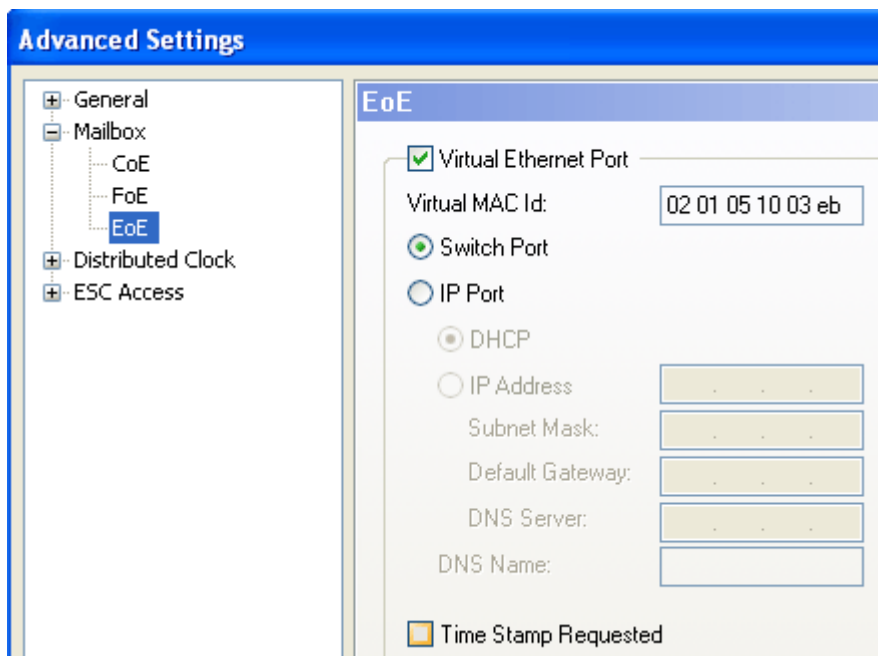 Advanced Settings
General
Mailbox
CoE
FoE
EoE
Distributed Clock
ESC Access
EoE
Virtual Ethernet Port
Virtual MAC Id: 02 01 05 10 03 eb
Switch Port
IP Port
DHCP
IP Address . . .
Subnet Mask: . . .
Default Gateway: . . .
DNS Server: . . .
DNS Name:
Time Stamp Requested